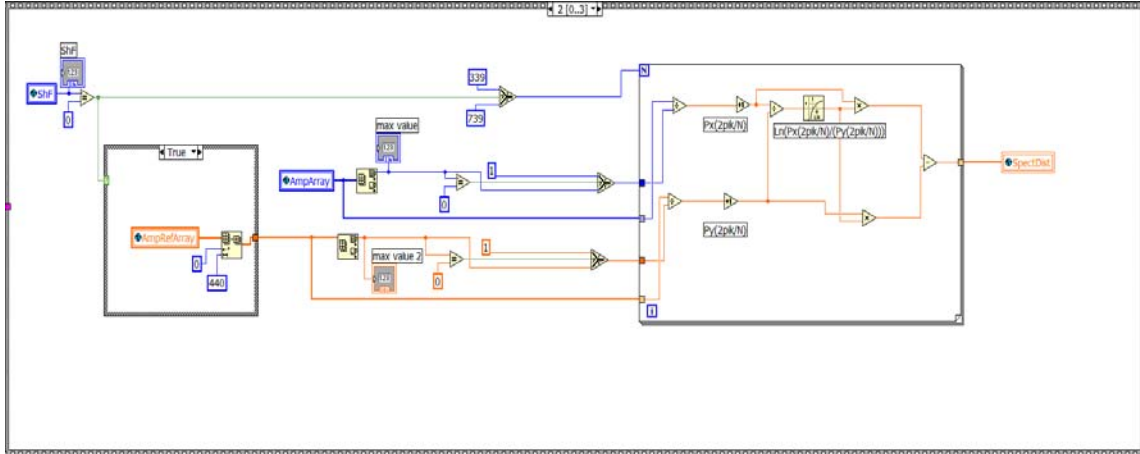 2 [0..3]
ShF
ShF
0
339
739
True
max value
AmpArray
1
0
AmpRefArray
0
440
max value 2
1
0
N
Px(2pik/N)
Ln(Px(2pik/N)/(Py(2pik/N)))
Py(2pik/N)
i
SpectDist